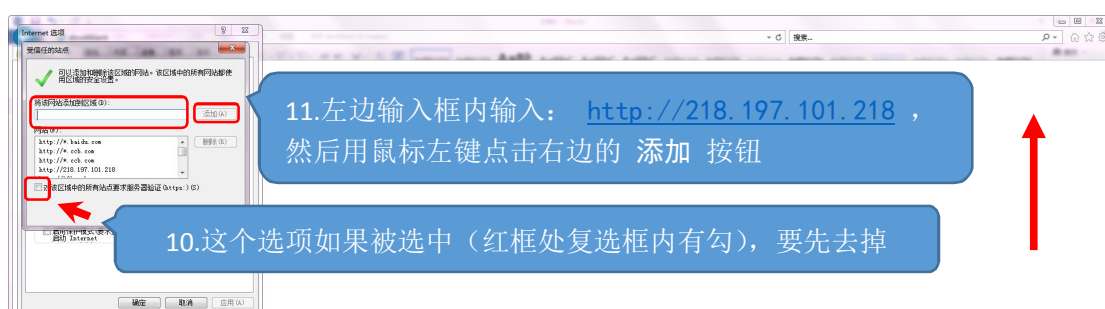 Internet 选项
搜索...
受信任的站点
可以添加和删除该区域的网站。该区域中的所有网站都使
用区域的安全设置。
将该网站添加到区域(D):
添加(A)
网站(W):
http://*.baidu.com
http://*.ccb.com
http://*.ccb.com
http://218.197.101.218
删除(R)
对该区域中的所有站点要求服务器验证(https:)(S)
11.左边输入框内输入： http://218.197.101.218 ，
然后用鼠标左键点击右边的 添加 按钮
10.这个选项如果被选中（红框处复选框内有勾），要先去掉
启动 Internet
确定
取消
应用(A)